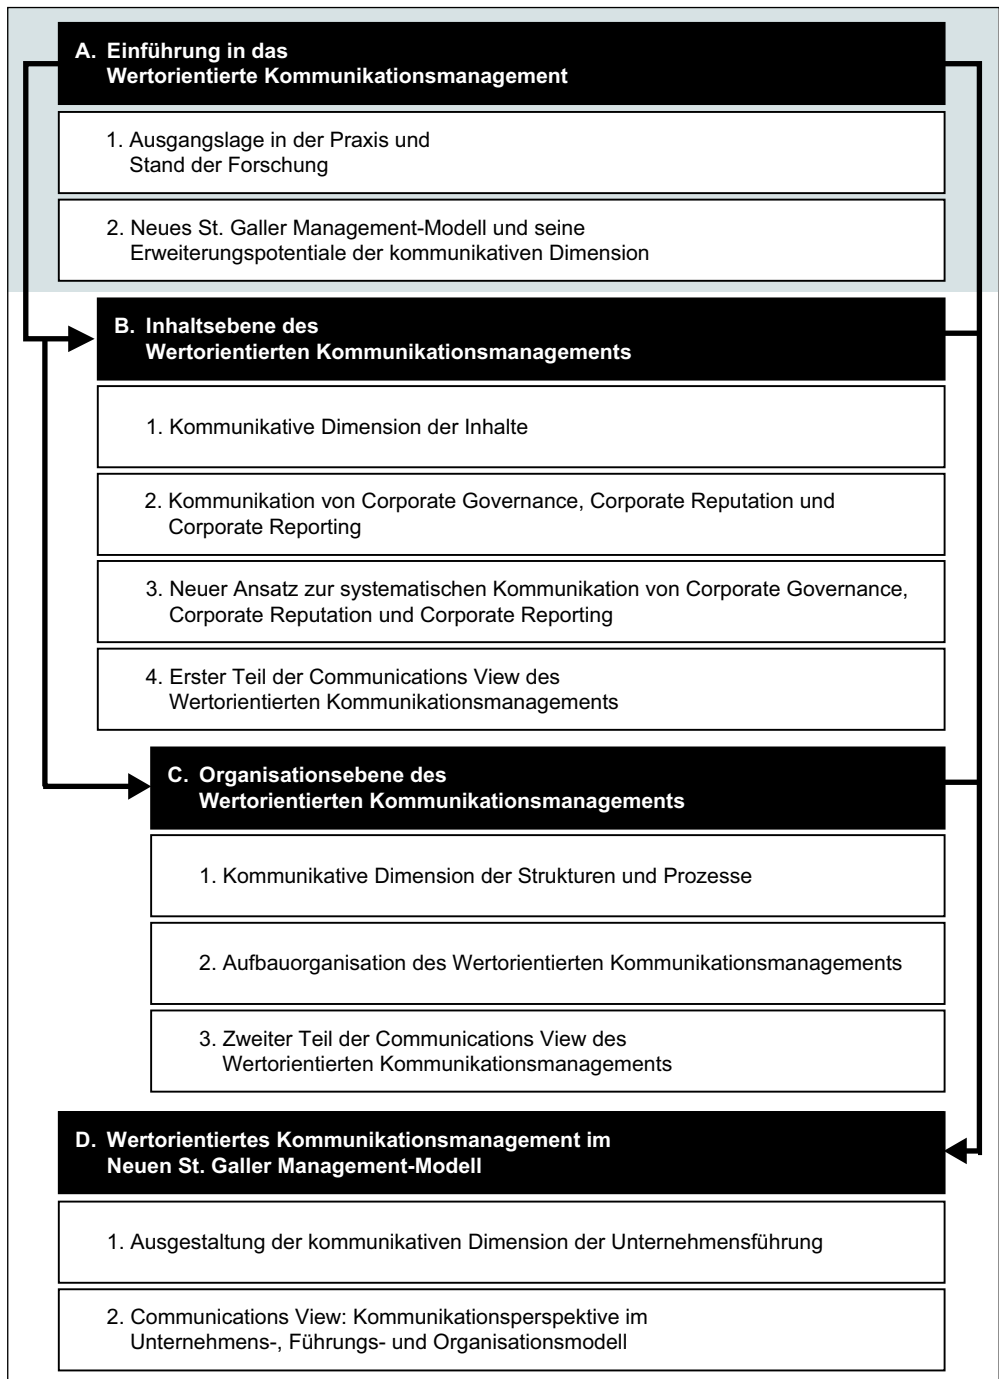 A. Einführung in das
Wertorientierte Kommunikationsmanagement
1. Ausgangslage in der Praxis und
Stand der Forschung
2. Neues St. Galler Management-Modell und seine
Erweiterungspotentiale der kommunikativen Dimension
B. Inhaltsebene des
Wertorientierten Kommunikationsmanagements
1. Kommunikative Dimension der Inhalte
2. Kommunikation von Corporate Governance, Corporate Reputation und
Corporate Reporting
3. Neuer Ansatz zur systematischen Kommunikation von Corporate Governance,
Corporate Reputation und Corporate Reporting
4. Erster Teil der Communications View des
Wertorientierten Kommunikationsmanagements
C. Organisationsebene des
Wertorientierten Kommunikationsmanagements
1. Kommunikative Dimension der Strukturen und Prozesse
2. Aufbauorganisation des Wertorientierten Kommunikationsmanagements
3. Zweiter Teil der Communications View des
Wertorientierten Kommunikationsmanagements
D. Wertorientiertes Kommunikationsmanagement im
Neuen St. Galler Management-Modell
1. Ausgestaltung der kommunikativen Dimension der Unternehmensführung
2. Communications View: Kommunikationsperspektive im
Unternehmens-, Führungs- und Organisationsmodell